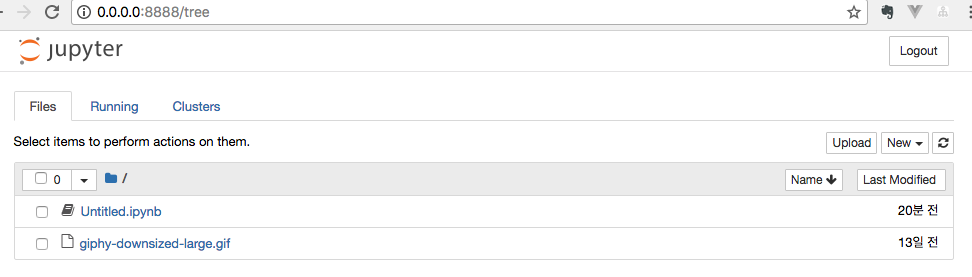 0.0.0.0:8888/tree
jupyter
Logout
Files Running Clusters
Select items to perform actions on them.
Upload New
0 / Name Last Modified
Untitled.ipynb 20분 전
giphy-downsized-large.gif 13일 전